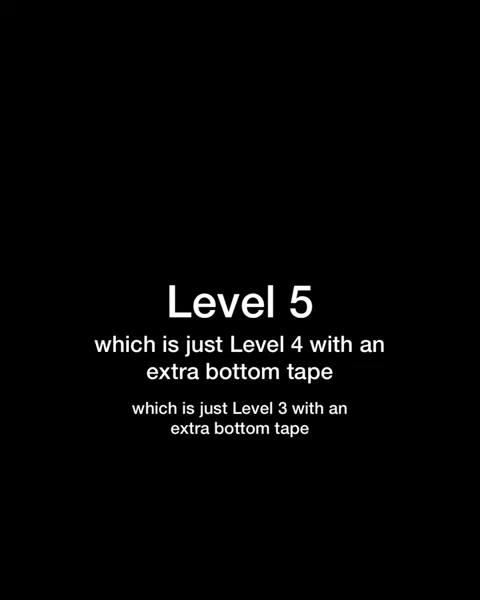 Level 5
which is just Level 4 with an
extra bottom tape
which is just Level 3 with an
extra bottom tape